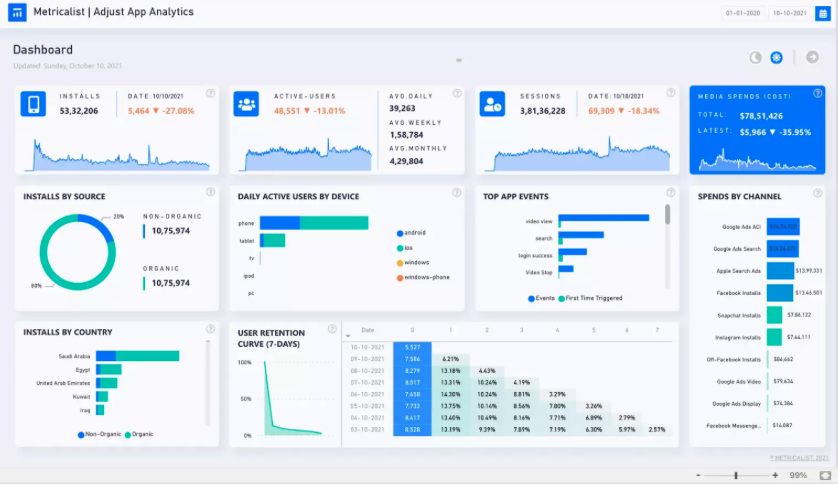 Metricalist | Adjust App Analytics
01-01-2020 10-10-2021
Dashboard
Updated: Sunday, October 10, 2021
INSTALLS
53,32,206
DATE: 10/10/2021
5,464 ▼ -27.08%
ACTIVE-USERS
48,551 ▼ -13.01%
AVG.DAILY
39,263
AVG.WEEKLY
1,58,784
AVG.MONTHLY
4,29,804
SESSIONS
3,81,36,228
DATE:10/10/2021
69,309 ▼ -18.34%
MEDIA SPENDS (COST)
TOTAL: $78,51,426
LATEST: $5,966 ▼ -35.95%
INSTALLS BY SOURCE
20%
80%
NON-ORGANIC
10,75,974
ORGANIC
10,75,974
DAILY ACTIVE USERS BY DEVICE
phone
tablet
tv
ipod
pc
android
ios
windows
windows-phone
TOP APP EVENTS
video view
search
login success
Video Stop
Events First Time Triggered
SPENDS BY CHANNEL
Google Ads ACI
Google Ads Search
Apple Search Ads $13,99,331
Facebook Installs $13,66,501
Snapchat Installs $7,86,122
Instagram Installs $7,64,111
Off-Facebook Installs $86,662
Google Ads Video $79,634
Google Ads Display $74,384
Facebook Messenge... $14,087
INSTALLS BY COUNTRY
Saudi Arabia
Egypt
United Arab Emirates
Kuwait
Iraq
Non-Organic Organic
USER RETENTION
CURVE (7-DAYS)
100%
50%
0%
Date 0 1 2 3 4 5 6 7
10-10-2021 5,527
09-10-2021 7,586 6.21%
08-10-2021 8,279 13.18% 4.43%
07-10-2021 8,017 13.31% 10.24% 4.19%
06-10-2021 7,658 14.30% 10.24% 8.81% 3.29%
05-10-2021 7,733 13.75% 10.16% 8.56% 7.80% 3.26%
04-10-2021 8,417 13.40% 10.49% 8.16% 7.71% 6.89% 2.79%
03-10-2021 8,528 13.19% 9.39% 7.89% 7.19% 6.30% 5.97% 2.57%
© METRICALIST 2021
- + 99%